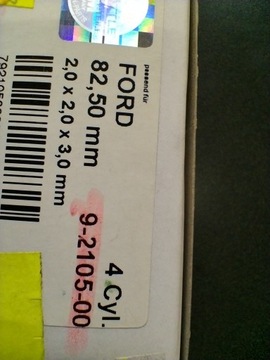 passend für
FORD
82,50 mm
2,0 x 2,0 x 3,0 mm
4 Cyl.
9-2105-00